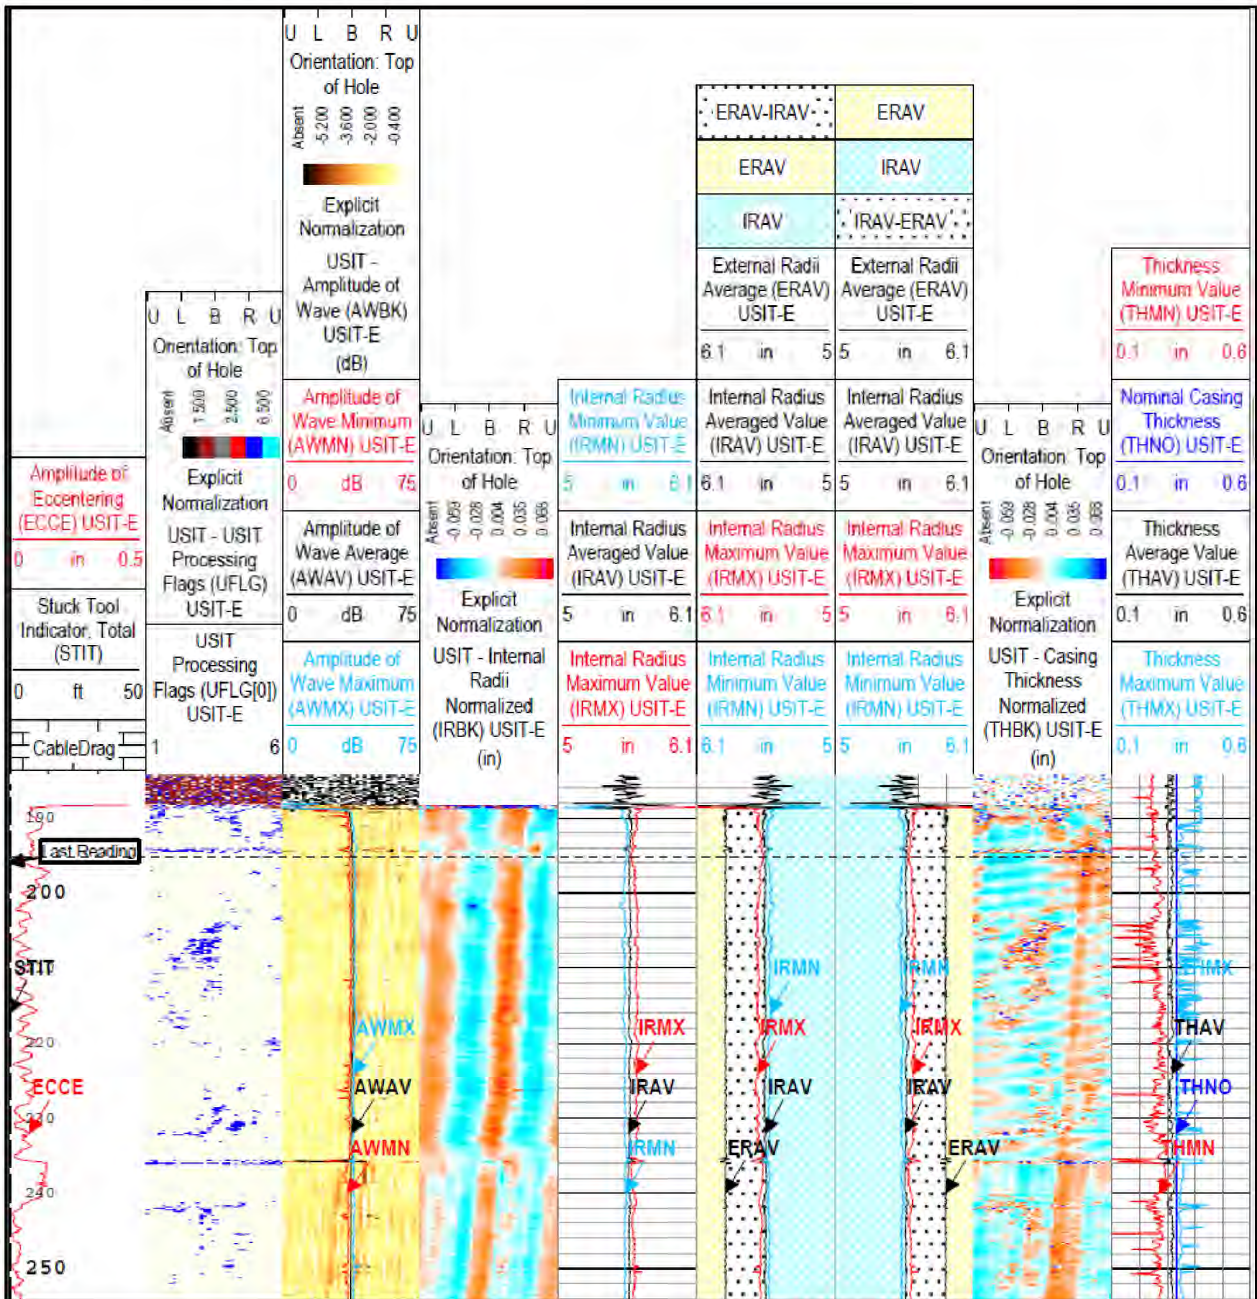 Amplitude of
Eccentering
(ECCE) USIT-E
0 in 0.5
Stuck Tool
Indicator, Total
(STIT)
0 ft 50
CableDrag
U L B R U
Orientation: Top
of Hole
Absent 1.500 2.500 6.500
Explicit
Normalization
USIT - USIT
Processing
Flags (UFLG)
USIT-E
USIT
Processing
Flags (UFLG[0])
USIT-E
1 6
U L B R U
Orientation: Top
of Hole
Absent -5.200 -3.600 -2.000 -0.400
Explicit
Normalization
USIT -
Amplitude of
Wave (AWBK)
USIT-E
(dB)
Amplitude of
Wave Minimum
(AWMN) USIT-E
0 dB 75
Amplitude of
Wave Average
(AWAV) USIT-E
0 dB 75
Amplitude of
Wave Maximum
(AWMX) USIT-E
0 dB 75
U L B R U
Orientation: Top
of Hole
Absent -0.059 -0.028 0.004 0.035 0.066
Explicit
Normalization
USIT - Internal
Radii
Normalized
(IRBK) USIT-E
(in)
Internal Radius
Minimum Value
(IRMN) USIT-E
5 in 6.1
Internal Radius
Averaged Value
(IRAV) USIT-E
5 in 6.1
Internal Radius
Maximum Value
(IRMX) USIT-E
5 in 6.1
ERAV-IRAV
ERAV
IRAV
External Radii
Average (ERAV)
USIT-E
6.1 in 5
Internal Radius
Averaged Value
(IRAV) USIT-E
6.1 in 5
Internal Radius
Maximum Value
(IRMX) USIT-E
6.1 in 5
Internal Radius
Minimum Value
(IRMN) USIT-E
6.1 in 5
ERAV
IRAV
IRAV-ERAV
External Radii
Average (ERAV)
USIT-E
5 in 6.1
Internal Radius
Averaged Value
(IRAV) USIT-E
5 in 6.1
Internal Radius
Maximum Value
(IRMX) USIT-E
5 in 6.1
Internal Radius
Minimum Value
(IRMN) USIT-E
5 in 6.1
U L B R U
Orientation: Top
of Hole
Absent -0.059 -0.028 0.004 0.035 0.066
Explicit
Normalization
USIT - Casing
Thickness
Normalized
(THBK) USIT-E
(in)
Thickness
Minimum Value
(THMN) USIT-E
0.1 in 0.6
Nominal Casing
Thickness
(THNO) USIT-E
0.1 in 0.6
Thickness
Average Value
(THAV) USIT-E
0.1 in 0.6
Thickness
Maximum Value
(THMX) USIT-E
0.1 in 0.6
190
Last Reading
200
STIT
IRMN IRMN THMX
220
AWMX IRMX IRMX IRMX THAV
ECCE AWAV IRAV IRAV IRAV THNO
230
AWMN IRMN ERAV ERAV THMN
240
250